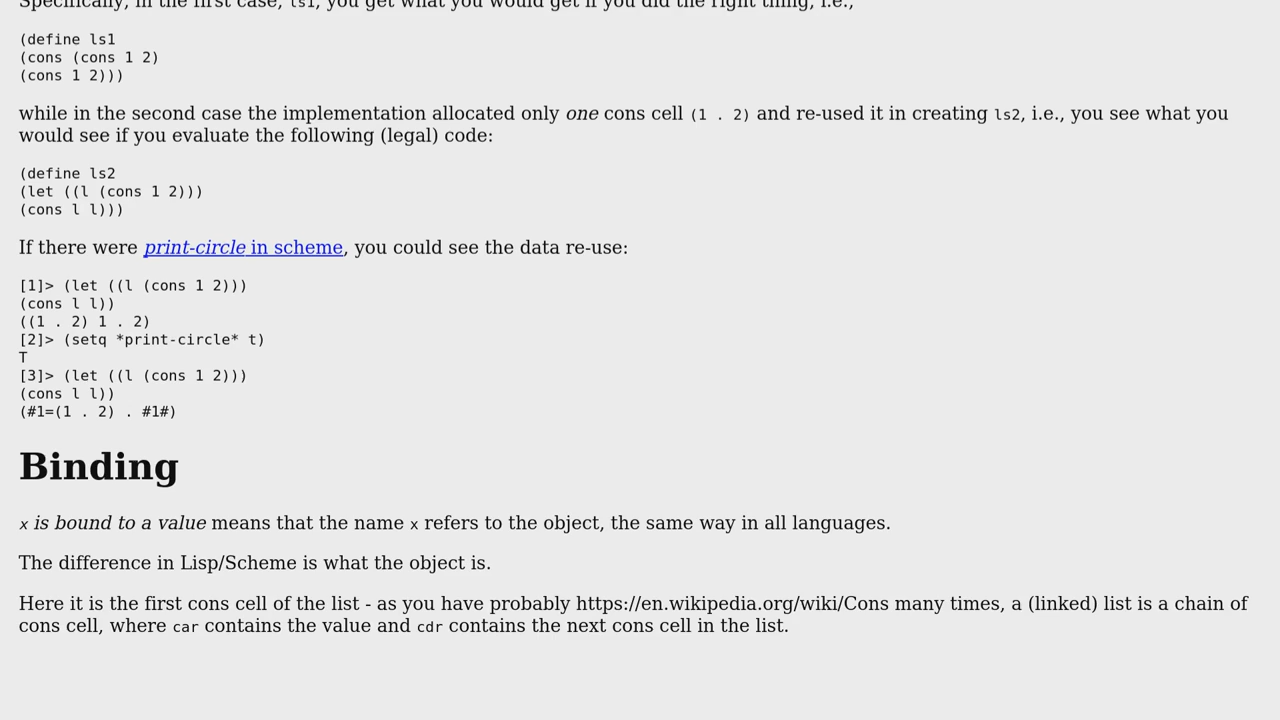 Specifically, in the first case, ls1, you get what you would get if you did the right thing, i.e.,
(define ls1
(cons (cons 1 2)
(cons 1 2)))
while in the second case the implementation allocated only one cons cell (1 . 2) and re-used it in creating ls2, i.e., you see what you
would see if you evaluate the following (legal) code:
(define ls2
(let ((l (cons 1 2)))
(cons l l)))
If there were print-circle in scheme, you could see the data re-use:
[1]> (let ((l (cons 1 2)))
(cons l l))
((1 . 2) 1 . 2)
[2]> (setq *print-circle* t)
T
[3]> (let ((l (cons 1 2)))
(cons l l))
(#1=(1 . 2) . #1#)
Binding
x is bound to a value means that the name x refers to the object, the same way in all languages.
The difference in Lisp/Scheme is what the object is.
Here it is the first cons cell of the list - as you have probably https://en.wikipedia.org/wiki/Cons many times, a (linked) list is a chain of
cons cell, where car contains the value and cdr contains the next cons cell in the list.